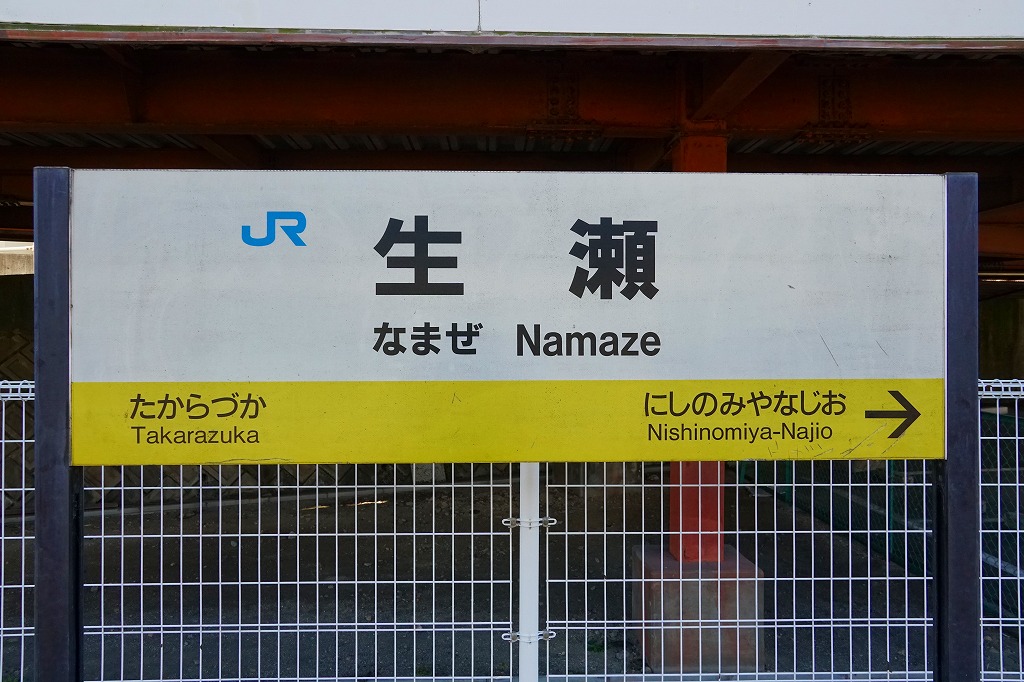 JR 生瀬
なまぜ Namaze
たからづか にしのみやなじお →
Takarazuka Nishinomiya-Najio